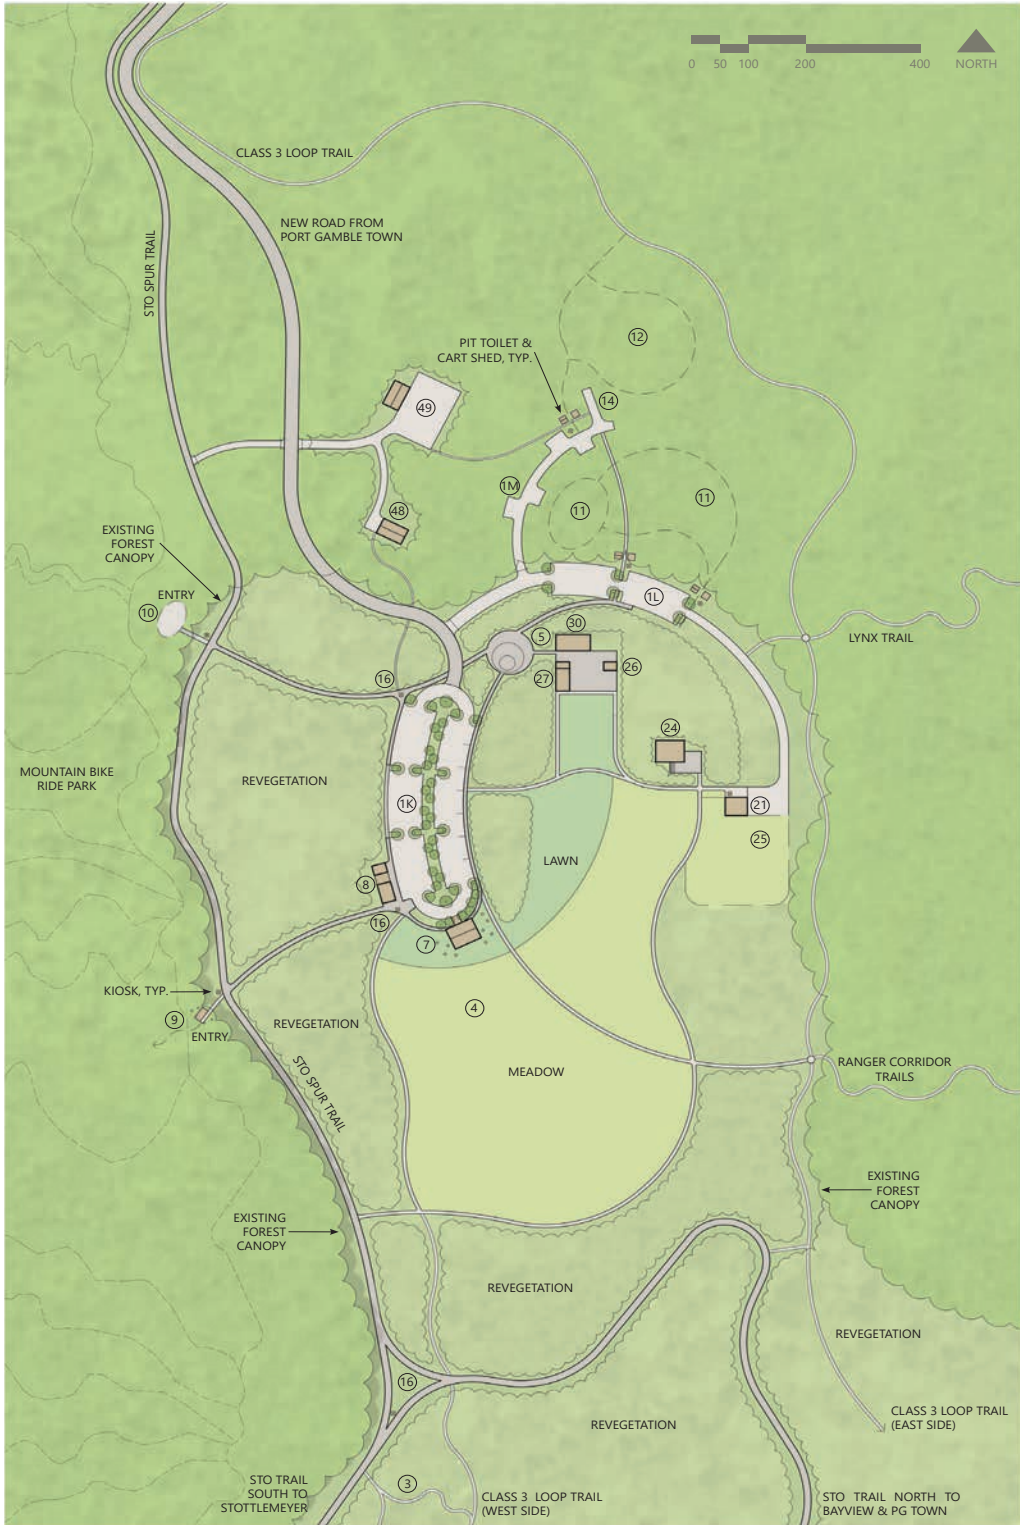 0 50 100 200 400 NORTH
CLASS 3 LOOP TRAIL
NEW ROAD FROM
PORT GAMBLE TOWN
STO SPUR TRAIL
12
PIT TOILET &
CART SHED, TYP.
14
49
1M
11
11
48
EXISTING
FOREST
CANOPY
ENTRY
10
1L
LYNX TRAIL
5
30
26
27
16
24
MOUNTAIN BIKE
RIDE PARK
REVEGETATION
1K
21
25
LAWN
8
16
7
KIOSK, TYP.
9
ENTRY
REVEGETATION
4
MEADOW
STO SPUR TRAIL
RANGER CORRIDOR
TRAILS
EXISTING
FOREST
CANOPY
EXISTING
FOREST
CANOPY
REVEGETATION
REVEGETATION
16
CLASS 3 LOOP TRAIL
(EAST SIDE)
REVEGETATION
STO TRAIL
SOUTH TO
STOTTLEMEYER
3
CLASS 3 LOOP TRAIL
(WEST SIDE)
STO TRAIL NORTH TO
BAYVIEW & PG TOWN